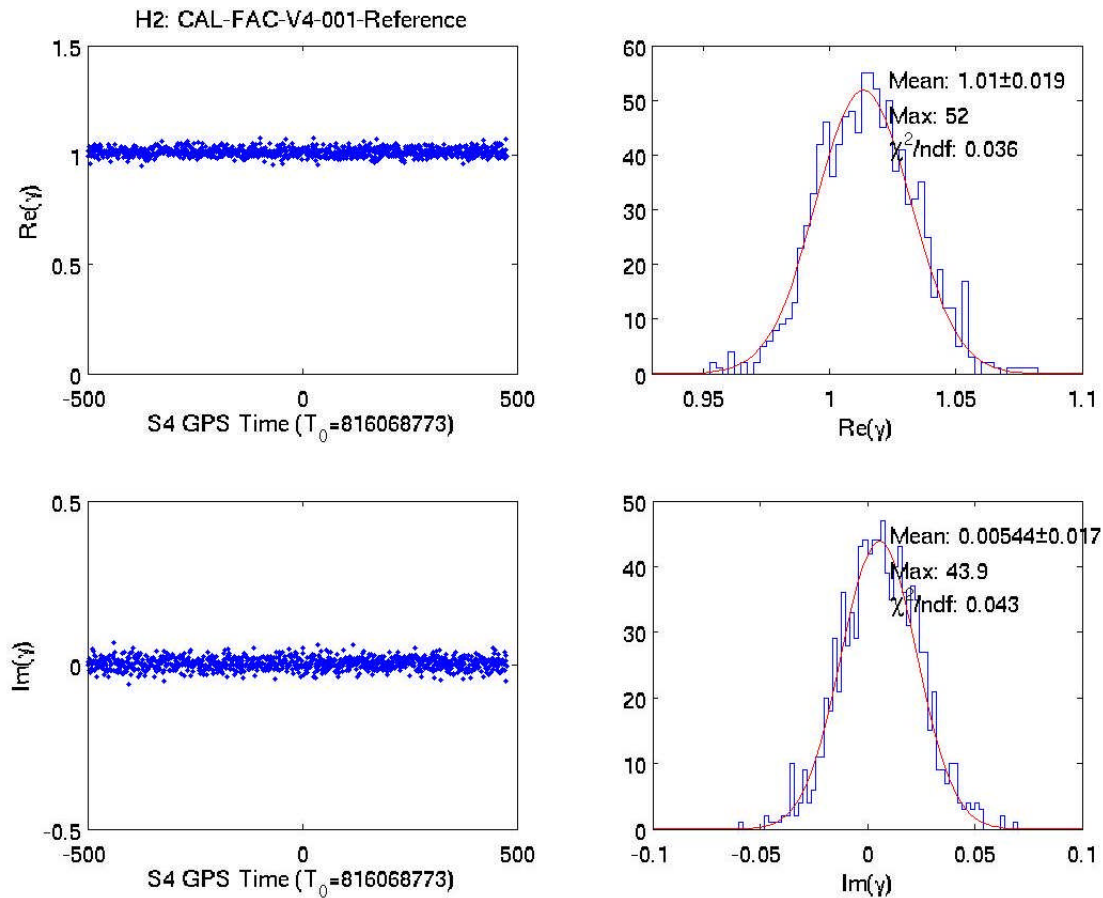 H2: CAL-FAC-V4-001-Reference
1.5
1
0.5
0
Re(γ)
-500
0
500
S4 GPS Time (T_0=816068773)
60
50
40
30
20
10
0
Mean: 1.01±0.019
Max: 52
χ^2/ndf: 0.036
0.95
1
1.05
1.1
Re(γ)
0.5
0
-0.5
Im(γ)
-500
0
500
S4 GPS Time (T_0=816068773)
50
40
30
20
10
0
Mean: 0.00544±0.017
Max: 43.9
χ^2/ndf: 0.043
-0.1
-0.05
0
0.05
0.1
Im(γ)